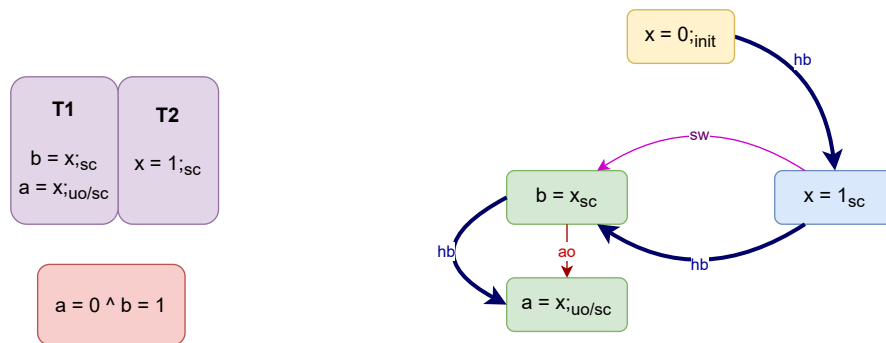 x = 0;init
hb
T1
T2
b = x;sc
a = x;uo/sc
x = 1;sc
sw
b = xsc
x = 1sc
hb
ao
hb
a = x;uo/sc
a = 0 ^ b = 1